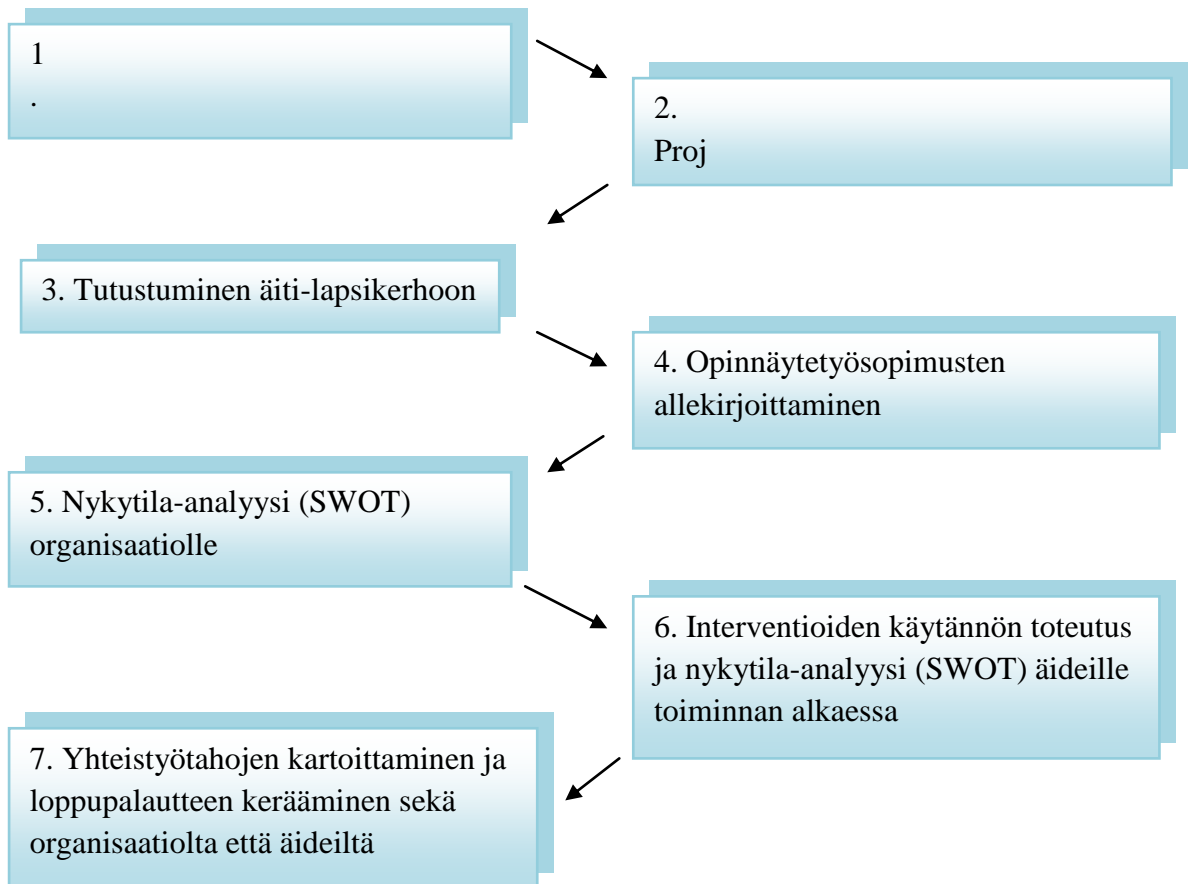 1
.
2.
Proj
3. Tutustuminen äiti-lapsikerhoon
4. Opinnäytetyösopimusten
allekirjoittaminen
5. Nykytila-analyysi (SWOT)
organisaatiolle
6. Interventioiden käytännön toteutus
ja nykytila-analyysi (SWOT) äideille
toiminnan alkaessa
7. Yhteistyötahojen kartoittaminen ja
loppupalautteen kerääminen sekä
organisaatiolta että äideiltä